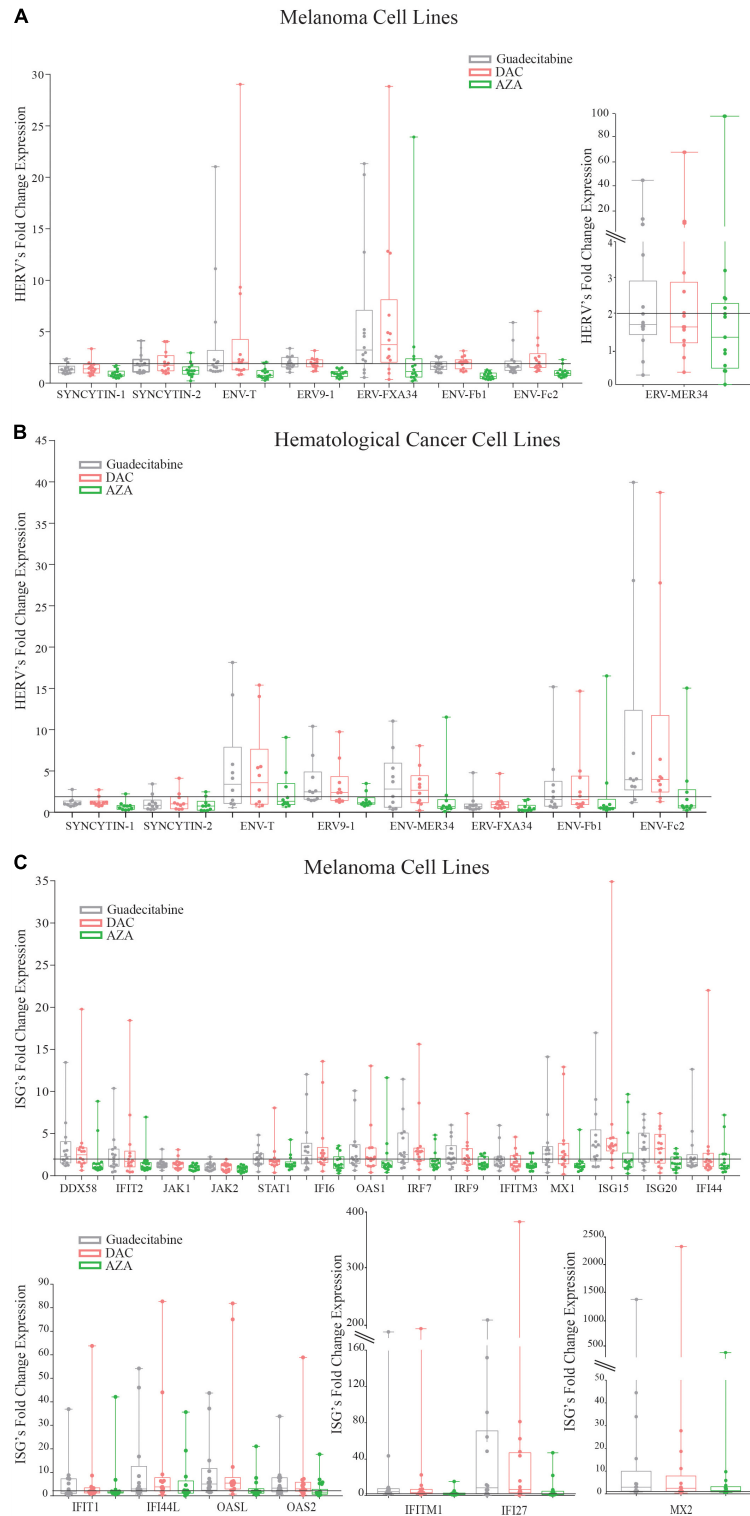 A
Melanoma Cell Lines
Guadecitabine
DAC
AZA
HERV's Fold Change Expression
30
25
20
15
10
5
0
SYNCYTIN-1 SYNCYTIN-2 ENV-T ERV9-1 ERV-FXA34 ENV-Fb1 ENV-Fc2
HERV's Fold Change Expression
100
80
60
40
20
4
3
2
1
0
ERV-MER34
B
Hematological Cancer Cell Lines
Guadecitabine
DAC
AZA
HERV's Fold Change Expression
45
40
35
30
25
20
15
10
5
0
SYNCYTIN-1 SYNCYTIN-2 ENV-T ERV9-1 ENV-MER34 ERV-FXA34 ENV-Fb1 ENV-Fc2
C
Melanoma Cell Lines
Guadecitabine
DAC
AZA
ISG's Fold Change Expression
35
30
25
20
15
10
5
0
DDX58 IFIT2 JAK1 JAK2 STAT1 IFI6 OAS1 IRF7 IRF9 IFITM3 MX1 ISG15 ISG20 IFI44
Guadecitabine
DAC
AZA
ISG's Fold Change Expression
90
80
70
60
50
40
30
20
10
0
IFIT1 IFI44L OASL OAS2
ISG's Fold Change Expression
400
300
200
160
120
80
40
0
IFITM1 IFI27
ISG's Fold Change Expression
2500
2000
1500
1000
500
50
40
30
20
10
0
MX2